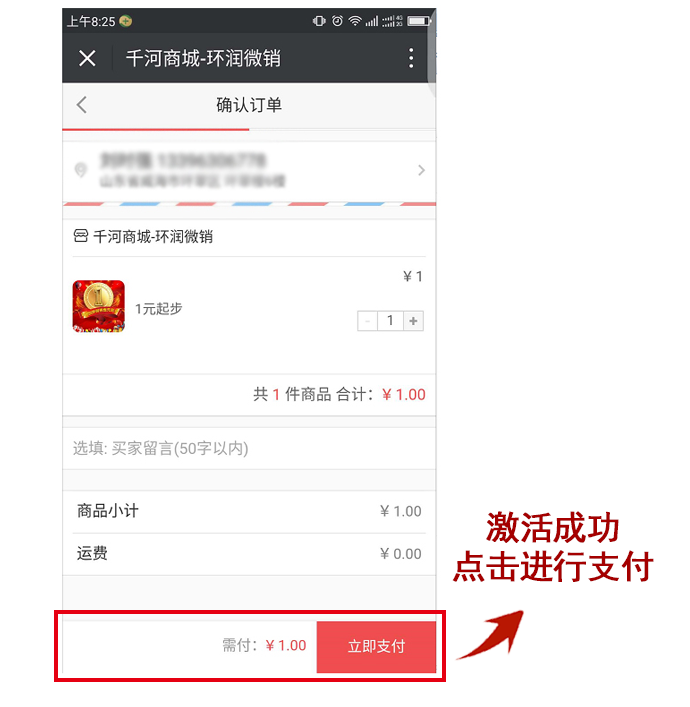 上午8:25
4G
2G
千河商城-环润微销
确认订单
千河商城-环润微销
¥ 1
1元起步
- 1 +
共 1 件商品 合计：¥ 1.00
选填: 买家留言(50字以内)
商品小计 ¥ 1.00
运费 ¥ 0.00
激活成功
点击进行支付
需付：¥ 1.00 立即支付